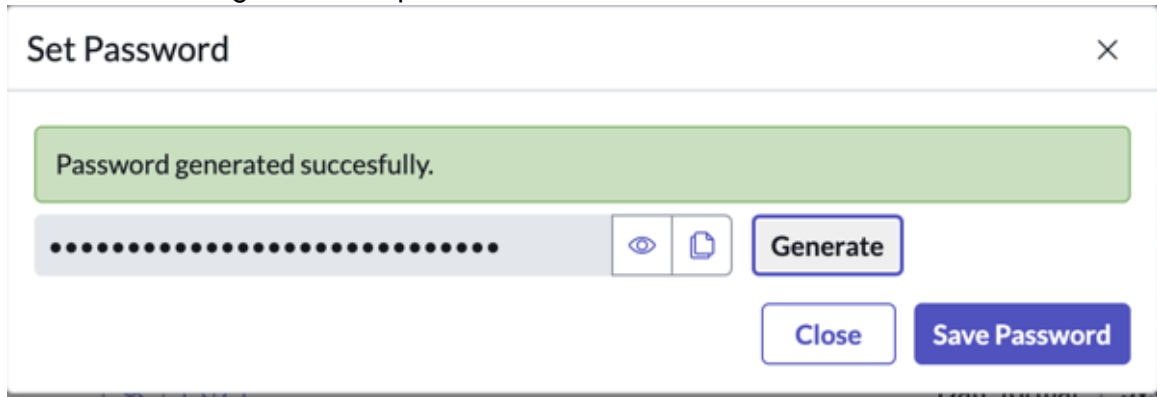 Set Password
Password generated succesfully.
••••••••••••••••••••••••••••• Generate
Close Save Password